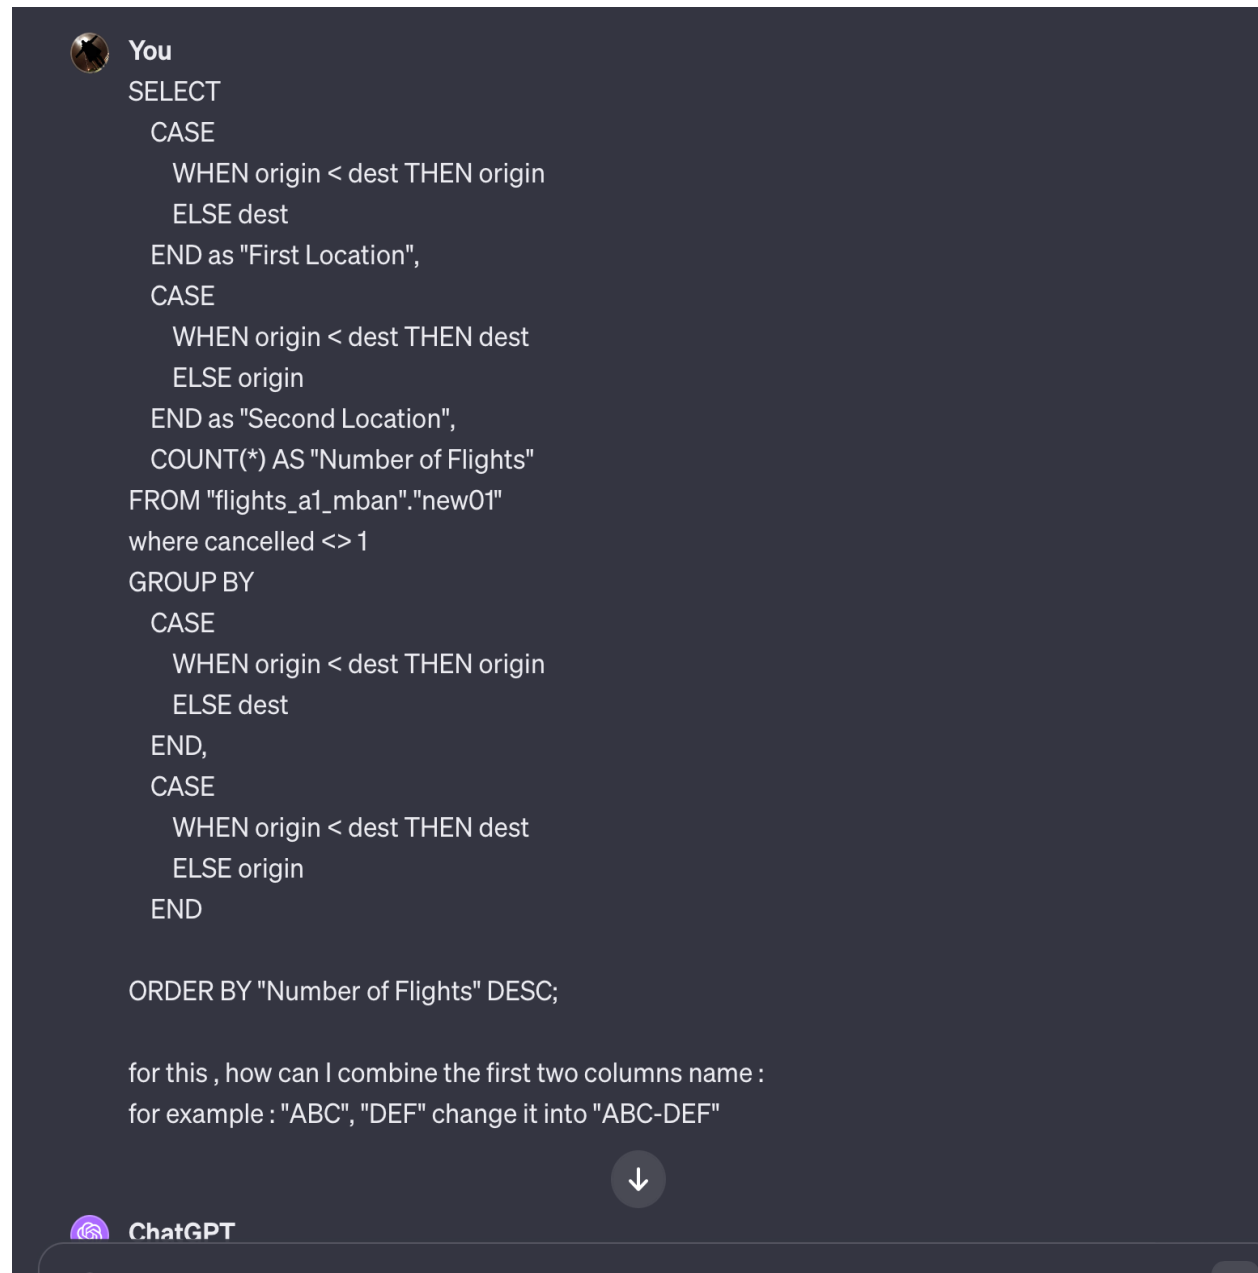 You
SELECT
CASE
WHEN origin < dest THEN origin
ELSE dest
END as "First Location",
CASE
WHEN origin < dest THEN dest
ELSE origin
END as "Second Location",
COUNT(*) AS "Number of Flights"
FROM "flights_a1_mban"."new01"
where cancelled <> 1
GROUP BY
CASE
WHEN origin < dest THEN origin
ELSE dest
END,
CASE
WHEN origin < dest THEN dest
ELSE origin
END
ORDER BY "Number of Flights" DESC;
for this , how can I combine the first two columns name :
for example : "ABC", "DEF" change it into "ABC-DEF"
ChatGPT